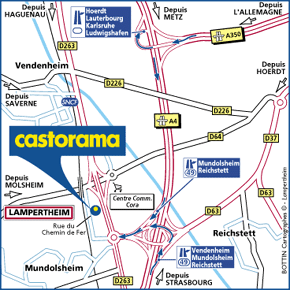 Depuis
HAGUENAU
Hoerdt
Lauterbourg
Karlsruhe
Ludwigshafen
Depuis
METZ
Depuis
L'ALLEMAGNE
A350
D263
Vendenheim
D226
Depuis
HOERDT
Depuis
SAVERNE
SNCF
D226
A4
castorama
D64
D37
Mundolsheim
Reichstett
49
Depuis
MOLSHEIM
Centre Comm.
Cora
D63
D63
LAMPERTHEIM
Rue du
Chemin de Fer
Reichstett
Vendenheim
Mundolsheim
Reichstett
49
Mundolsheim
D263
Depuis
STRASBOURG
D63
BOTTIN Cartographes © - Lampertheim